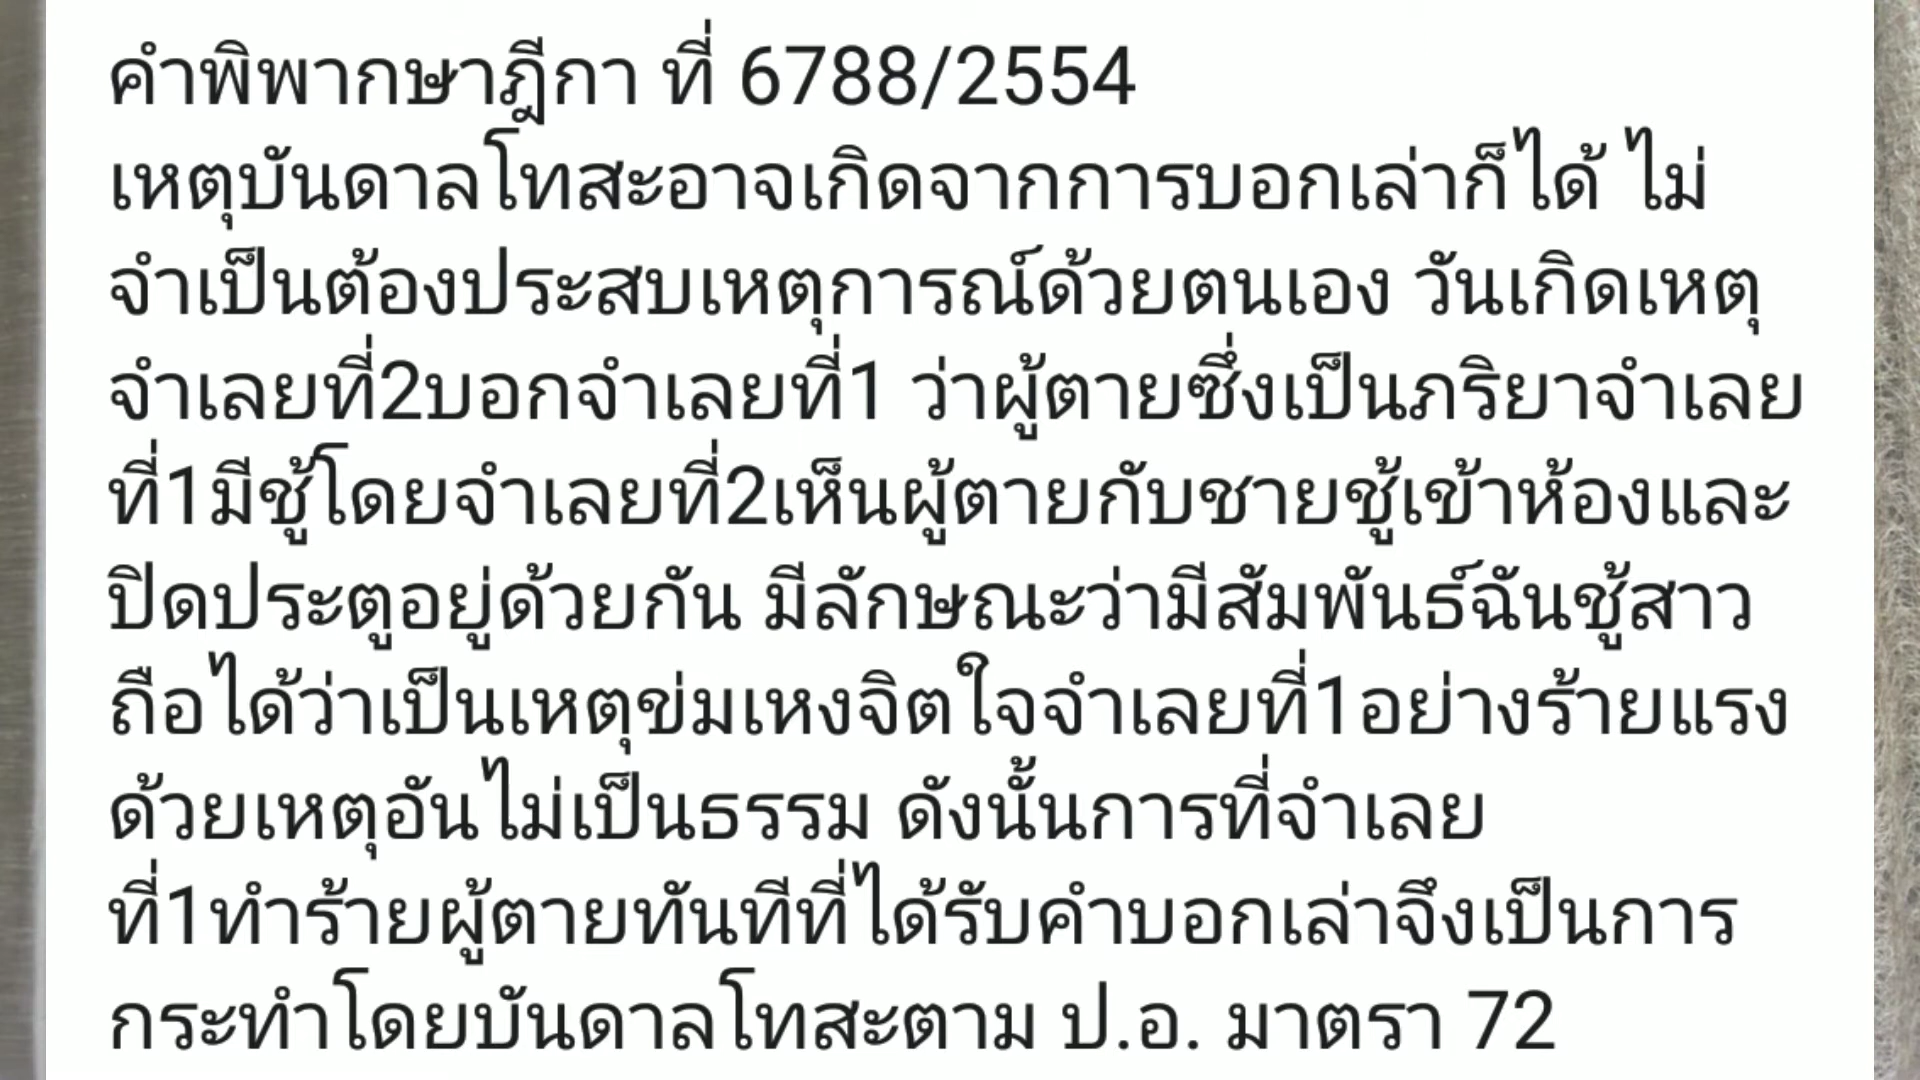 คำพิพากษาฎีกา ที่ 6788/2554
เหตุบันดาลโทสะอาจเกิดจากการบอกเล่าก็ได้ ไม่
จำเป็นต้องประสบเหตุการณ์ด้วยตนเอง วันเกิดเหตุ
จำเลยที่2บอกจำเลยที่1 ว่าผู้ตายซึ่งเป็นภริยาจำเลย
ที่1มีชู้โดยจำเลยที่2เห็นผู้ตายกับชายชู้เข้าห้องและ
ปิดประตูอยู่ด้วยกัน มีลักษณะว่ามีสัมพันธ์ฉันชู้สาว
ถือได้ว่าเป็นเหตุข่มเหงจิตใจจำเลยที่1อย่างร้ายแรง
ด้วยเหตุอันไม่เป็นธรรม ดังนั้นการที่จำเลย
ที่1ทำร้ายผู้ตายทันทีที่ได้รับคำบอกเล่าจึงเป็นการ
กระทำโดยบันดาลโทสะตาม ป.อ. มาตรา 72